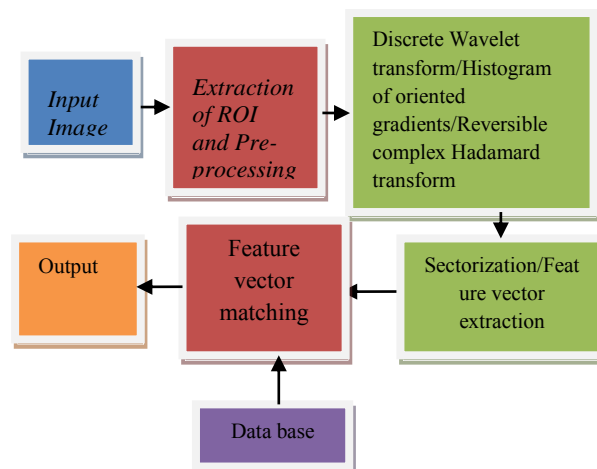 Input
Image
Extraction
of ROI
and Pre-
processing
Discrete Wavelet
transform/Histogram
of oriented
gradients/Reversible
complex Hadamard
transform
Output
Feature
vector
matching
Sectorization/Feat
ure vector
extraction
Data base